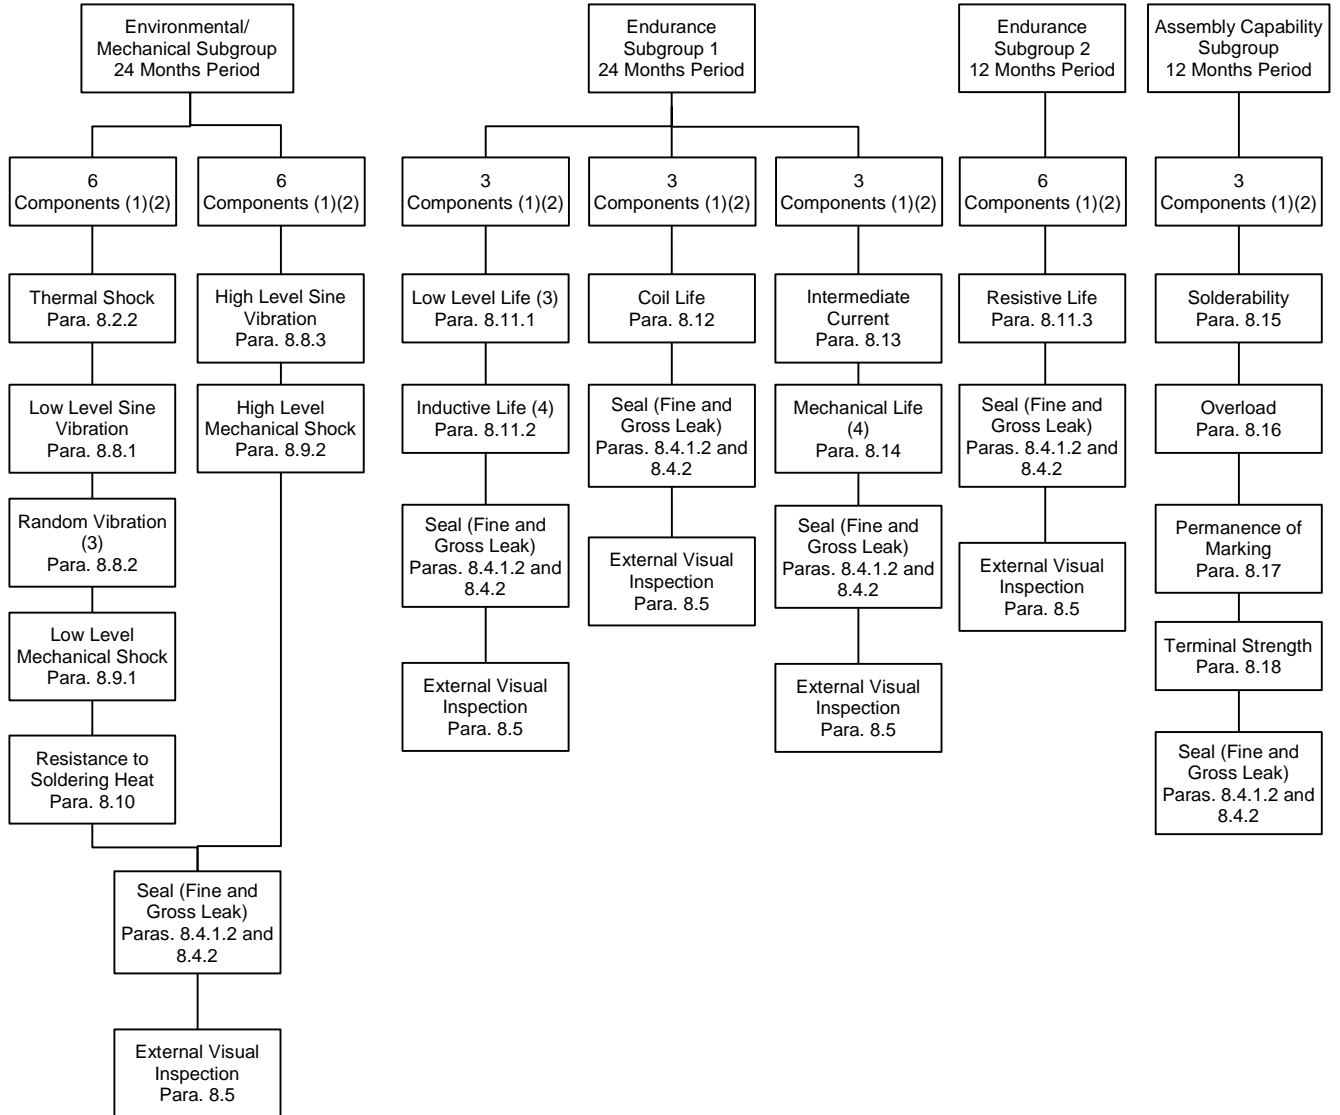 Environmental/
Mechanical Subgroup
24 Months Period
Endurance
Subgroup 1
24 Months Period
Endurance
Subgroup 2
12 Months Period
Assembly Capability
Subgroup
12 Months Period
6
Components (1)(2)
6
Components (1)(2)
3
Components (1)(2)
3
Components (1)(2)
3
Components (1)(2)
6
Components (1)(2)
3
Components (1)(2)
Thermal Shock
Para. 8.2.2
High Level Sine
Vibration
Para. 8.8.3
Low Level Life (3)
Para. 8.11.1
Coil Life
Para. 8.12
Intermediate
Current
Para. 8.13
Resistive Life
Para. 8.11.3
Solderability
Para. 8.15
Low Level Sine
Vibration
Para. 8.8.1
High Level
Mechanical Shock
Para. 8.9.2
Inductive Life (4)
Para. 8.11.2
Seal (Fine and
Gross Leak)
Paras. 8.4.1.2 and
8.4.2
Mechanical Life
(4)
Para. 8.14
Seal (Fine and
Gross Leak)
Paras. 8.4.1.2 and
8.4.2
Overload
Para. 8.16
Random Vibration
(3)
Para. 8.8.2
Seal (Fine and
Gross Leak)
Paras. 8.4.1.2 and
8.4.2
External Visual
Inspection
Para. 8.5
Seal (Fine and
Gross Leak)
Paras. 8.4.1.2 and
8.4.2
External Visual
Inspection
Para. 8.5
Permanence of
Marking
Para. 8.17
Low Level
Mechanical Shock
Para. 8.9.1
External Visual
Inspection
Para. 8.5
External Visual
Inspection
Para. 8.5
Terminal Strength
Para. 8.18
Resistance to
Soldering Heat
Para. 8.10
Seal (Fine and
Gross Leak)
Paras. 8.4.1.2 and
8.4.2
Seal (Fine and
Gross Leak)
Paras. 8.4.1.2 and
8.4.2
External Visual
Inspection
Para. 8.5